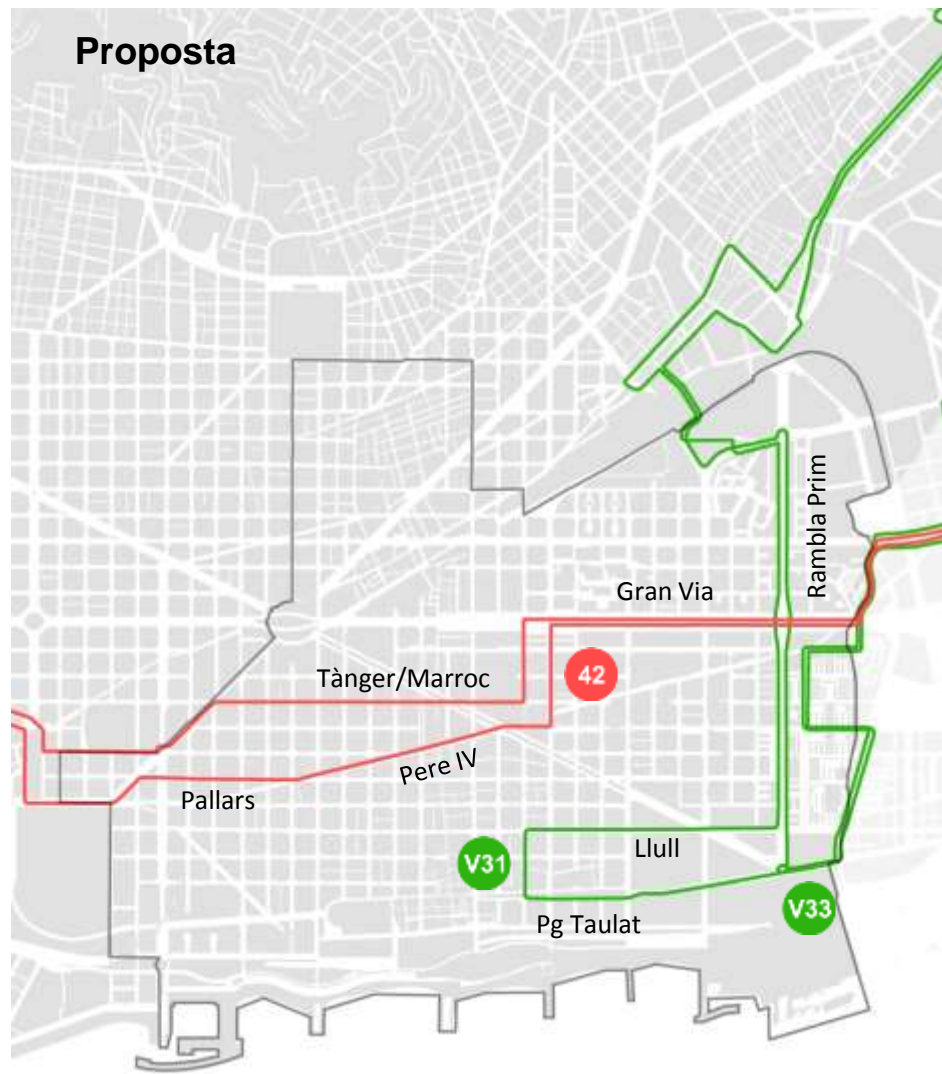 Proposta
Rambla Prim
Gran Via
Tànger/Marroc
42
Pere IV
Pallars
V31
Llull
V33
Pg Taulat